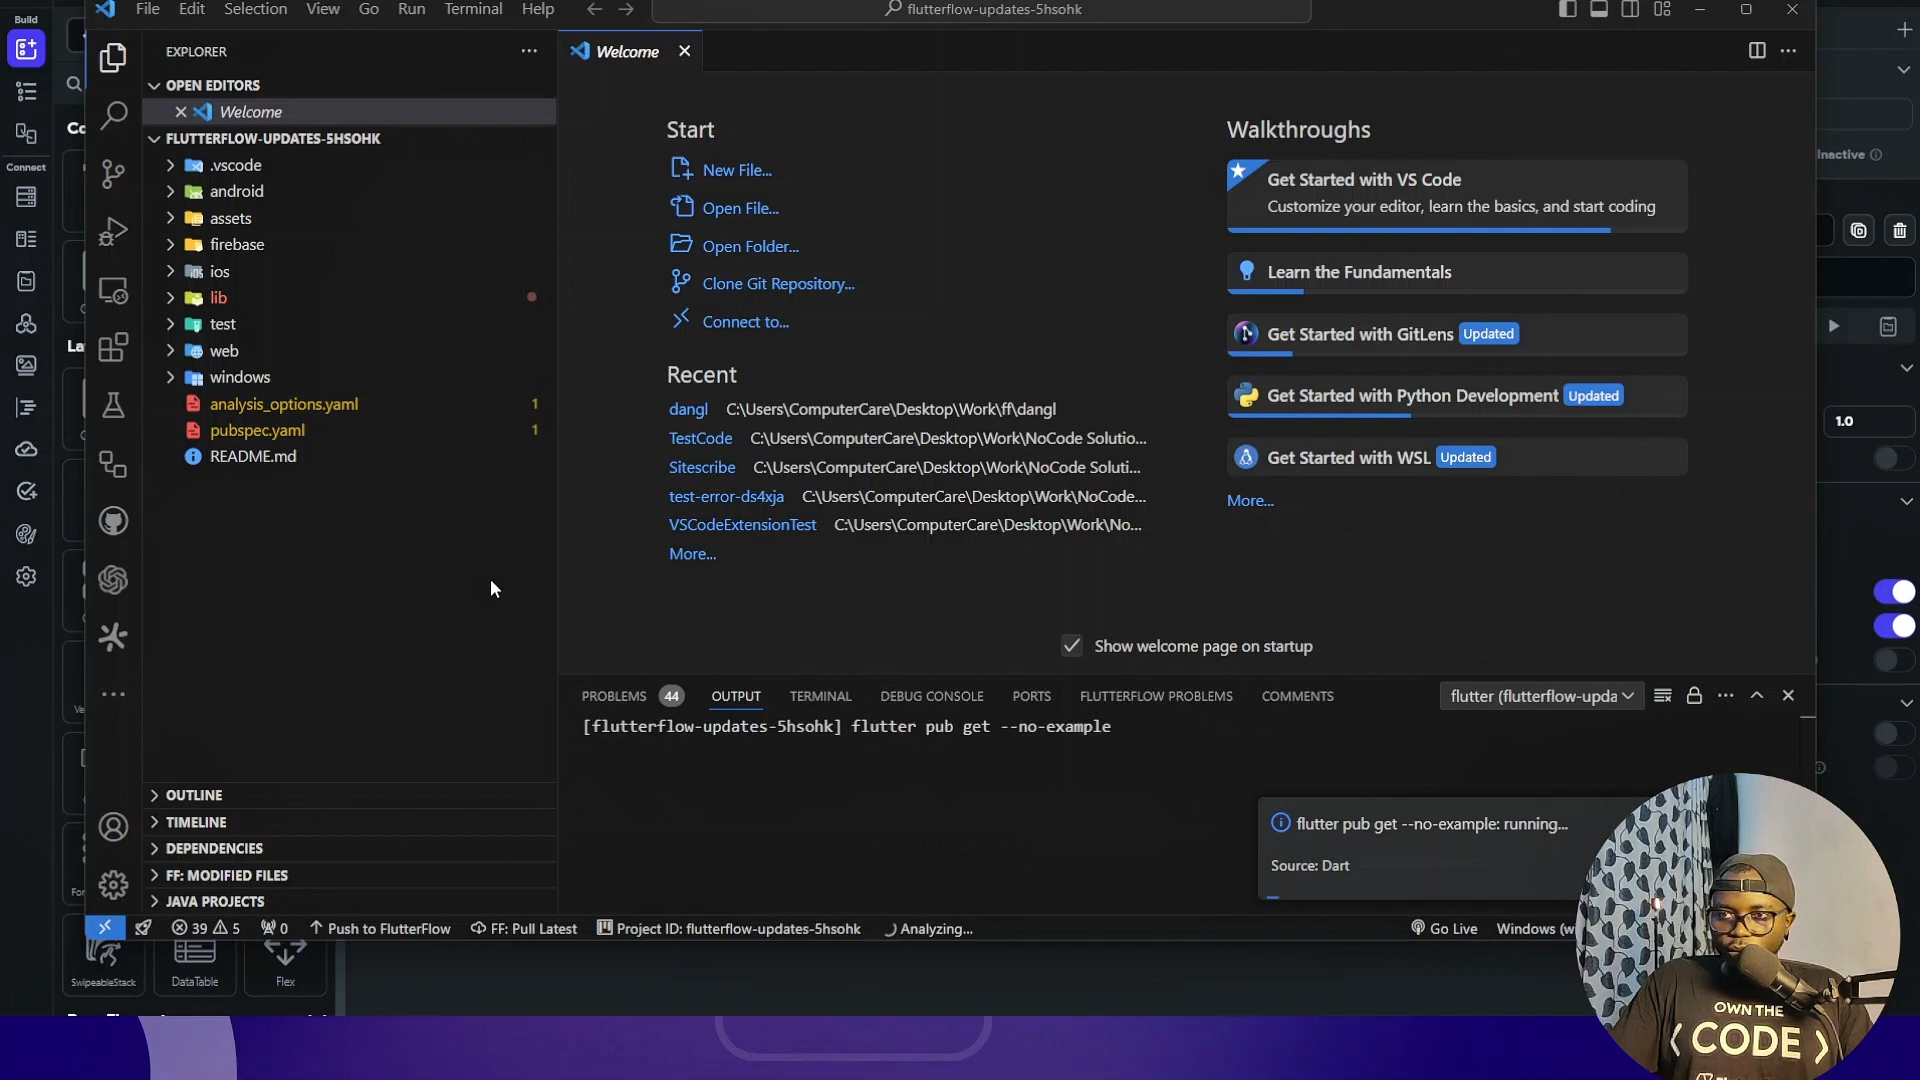 File Edit Selection View Go Run Terminal Help
flutterflow-updates-5hsohk
Build
Connect
EXPLORER
OPEN EDITORS
Welcome
FLUTTERFLOW-UPDATES-5HSOHK
.vscode
android
assets
firebase
ios
lib
test
web
windows
analysis_options.yaml 1
pubspec.yaml 1
README.md
OUTLINE
TIMELINE
DEPENDENCIES
FF: MODIFIED FILES
JAVA PROJECTS
Welcome
Start
New File...
Open File...
Open Folder...
Clone Git Repository...
Connect to...
Recent
dangl C:\Users\ComputerCare\Desktop\Work\ff\dangl
TestCode C:\Users\ComputerCare\Desktop\Work\NoCode Solutio...
Sitescribe C:\Users\ComputerCare\Desktop\Work\NoCode Soluti...
test-error-ds4xja C:\Users\ComputerCare\Desktop\Work\NoCode...
VSCodeExtensionTest C:\Users\ComputerCare\Desktop\Work\No...
More...
Walkthroughs
Get Started with VS Code
Customize your editor, learn the basics, and start coding
Learn the Fundamentals
Get Started with GitLens Updated
Get Started with Python Development Updated
Get Started with WSL Updated
More...
Show welcome page on startup
Inactive
1.0
PROBLEMS 44 OUTPUT TERMINAL DEBUG CONSOLE PORTS FLUTTERFLOW PROBLEMS COMMENTS flutter (flutterflow-upda
[flutterflow-updates-5hsohk] flutter pub get --no-example
flutter pub get --no-example: running...
Source: Dart
39 5 0 Push to FlutterFlow FF: Pull Latest Project ID: flutterflow-updates-5hsohk Analyzing... Go Live Windows (w
SwipeableStack DataTable Flex
OWN THE
< CODE >